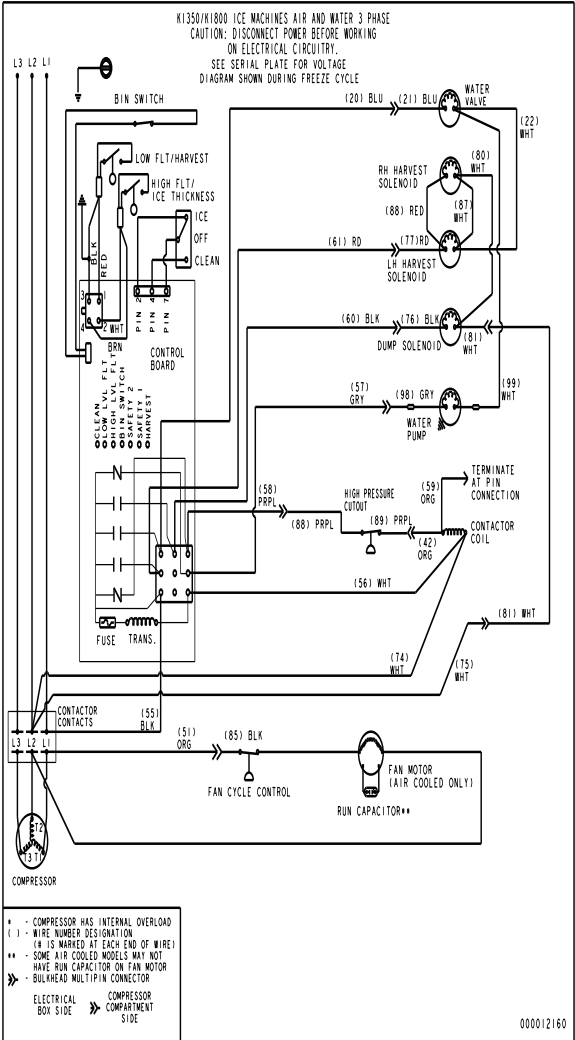 KI350/KI800 ICE MACHINES AIR AND WATER 3 PHASE
CAUTION: DISCONNECT POWER BEFORE WORKING
ON ELECTRICAL CIRCUITRY.
SEE SERIAL PLATE FOR VOLTAGE
DIAGRAM SHOWN DURING FREEZE CYCLE
L3 L2 L1
BIN SWITCH
(20) BLU
(21) BLU
WATER
VALVE
(22)
WHT
LOW FLT/HARVEST
(80)
WHT
RH HARVEST
SOLENOID
HIGH FLT/
ICE THICKNESS
(88) RED
(87)
WHT
ICE
OFF
CLEAN
BLK
RED
(61) RD
(77)RD
LH HARVEST
SOLENOID
3 1
4 2
WHT
BRN
PIN 2
PIN 4
PIN 7
(60) BLK
(76) BLK
DUMP SOLENOID
(81)
WHT
CONTROL
BOARD
CLEAN
LOW LVL FLT
HIGH LVL FLT
BIN SWITCH
SAFETY 2
SAFETY 1
HARVEST
(57)
GRY
(98) GRY
(99)
WHT
WATER
PUMP
(58)
PRPL
(88) PRPL
HIGH PRESSURE
CUTOUT
(89) PRPL
(59)
ORG
TERMINATE
AT PIN
CONNECTION
(42)
ORG
CONTACTOR
COIL
(56) WHT
FUSE
TRANS.
(81) WHT
(74)
WHT
(75)
WHT
CONTACTOR
CONTACTS
L3 L2 L1
(55)
BLK
(51)
ORG
(85) BLK
FAN CYCLE CONTROL
FAN MOTOR
(AIR COOLED ONLY)
RUN CAPACITOR**
T2
T3 T1
COMPRESSOR
* - COMPRESSOR HAS INTERNAL OVERLOAD
( ) - WIRE NUMBER DESIGNATION
(# IS MARKED AT EACH END OF WIRE)
** - SOME AIR COOLED MODELS MAY NOT
HAVE RUN CAPACITOR ON FAN MOTOR
- BULKHEAD MULTIPIN CONNECTOR
ELECTRICAL
BOX SIDE
COMPRESSOR
COMPARTMENT
SIDE
000012160